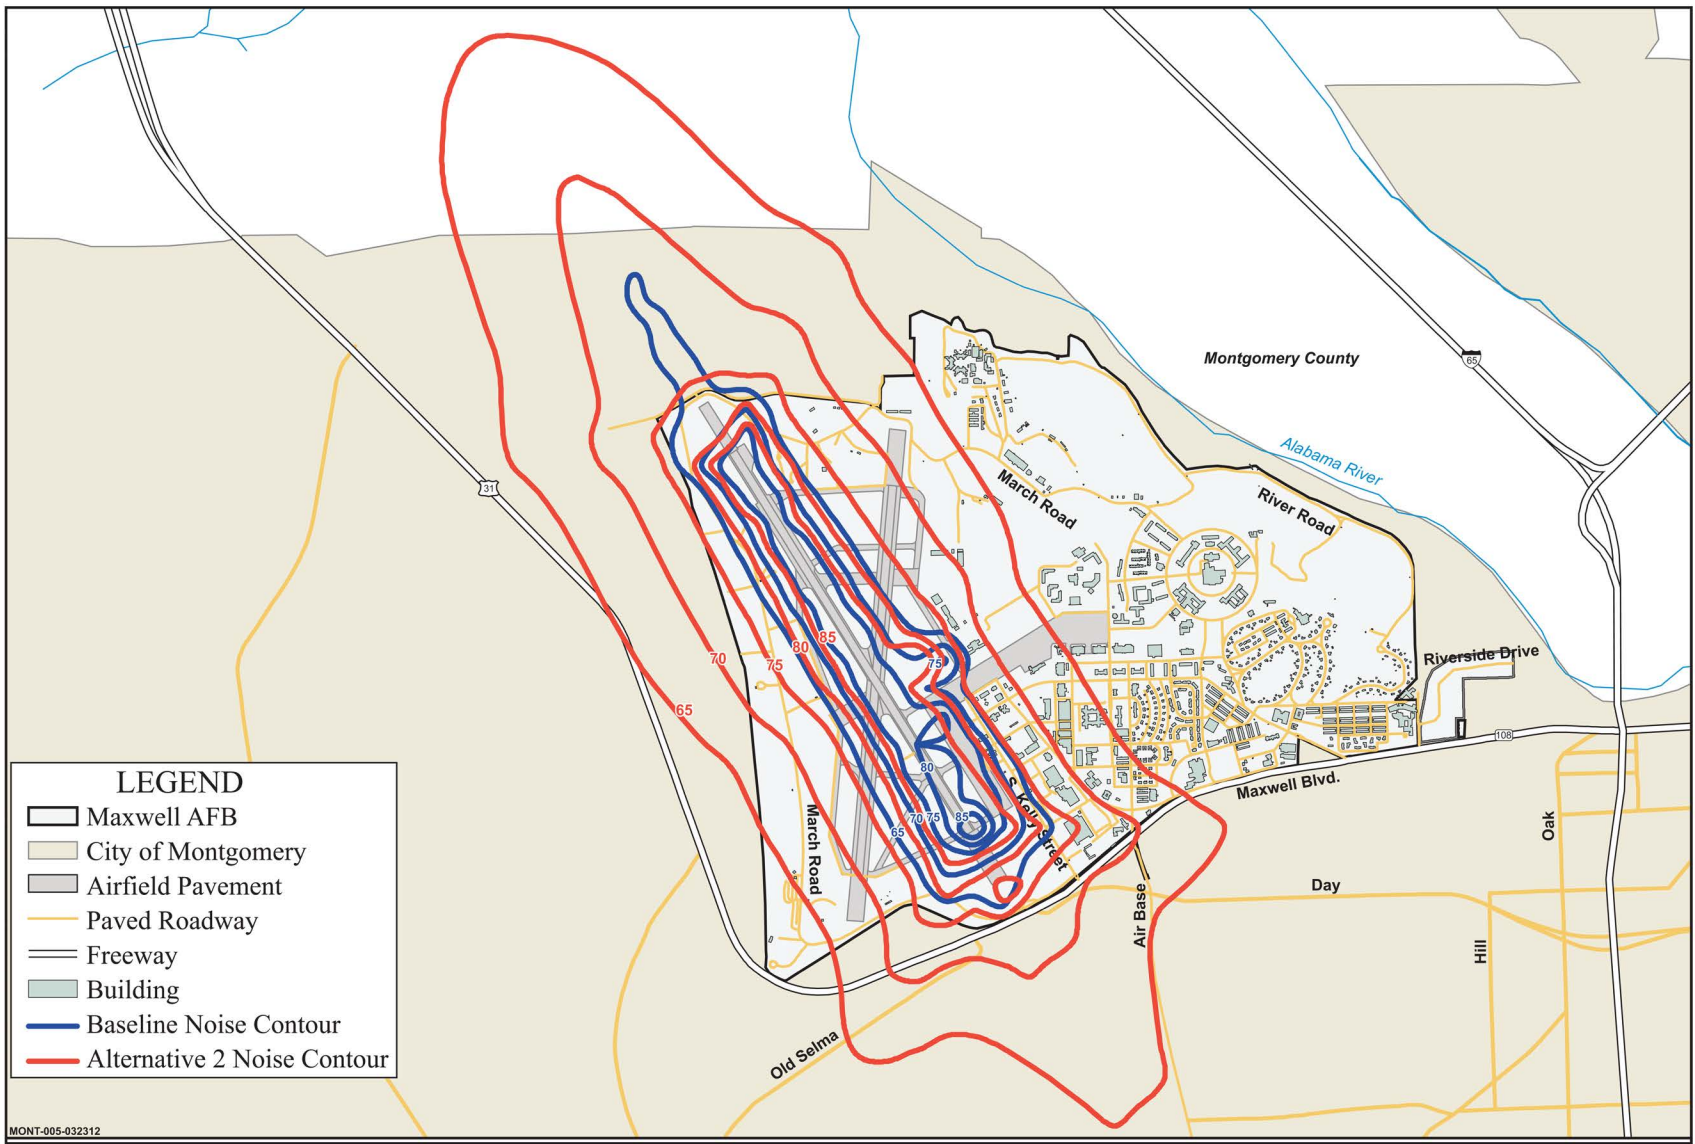 65
Montgomery County
Alabama River
March Road
River Road
31
85
80
75
70
75
65
Riverside Drive
108
80
Maxwell Blvd.
S. Kelly Street
70
75
85
65
March Road
Oak
Day
Air Base
Hill
Old Selma
LEGEND
Maxwell AFB
City of Montgomery
Airfield Pavement
Paved Roadway
Freeway
Building
Baseline Noise Contour
Alternative 2 Noise Contour
MONT-005-032312